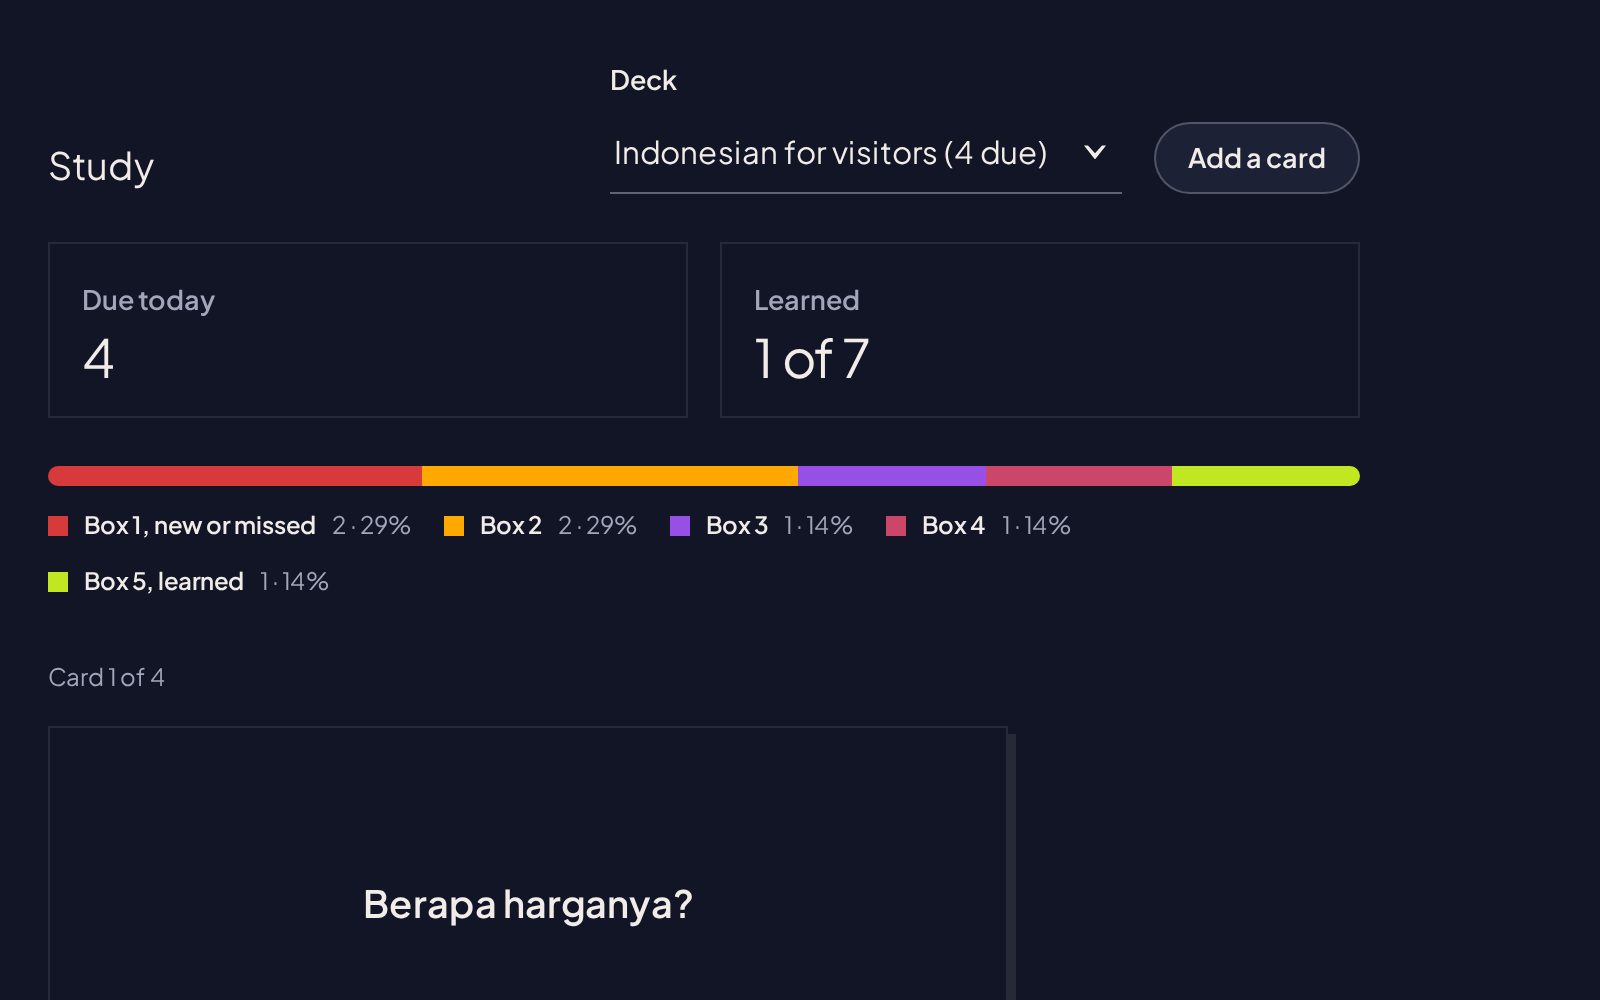 Deck
Study
Indonesian for visitors (4 due)
Add a card
Due today
4
Learned
1 of 7
Box 1, new or missed 2 · 29%
Box 2 2 · 29%
Box 3 1 · 14%
Box 4 1 · 14%
Box 5, learned 1 · 14%
Card 1 of 4
Berapa harganya?